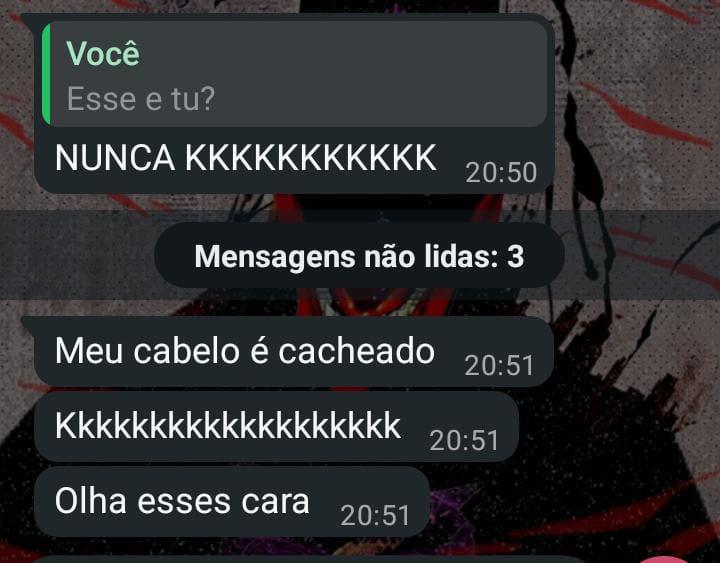 Você
Esse e tu?
NUNCA KKKKKKKKKKK 20:50
Mensagens não lidas: 3
Meu cabelo é cacheado 20:51
Kkkkkkkkkkkkkkkkkkk 20:51
Olha esses cara 20:51